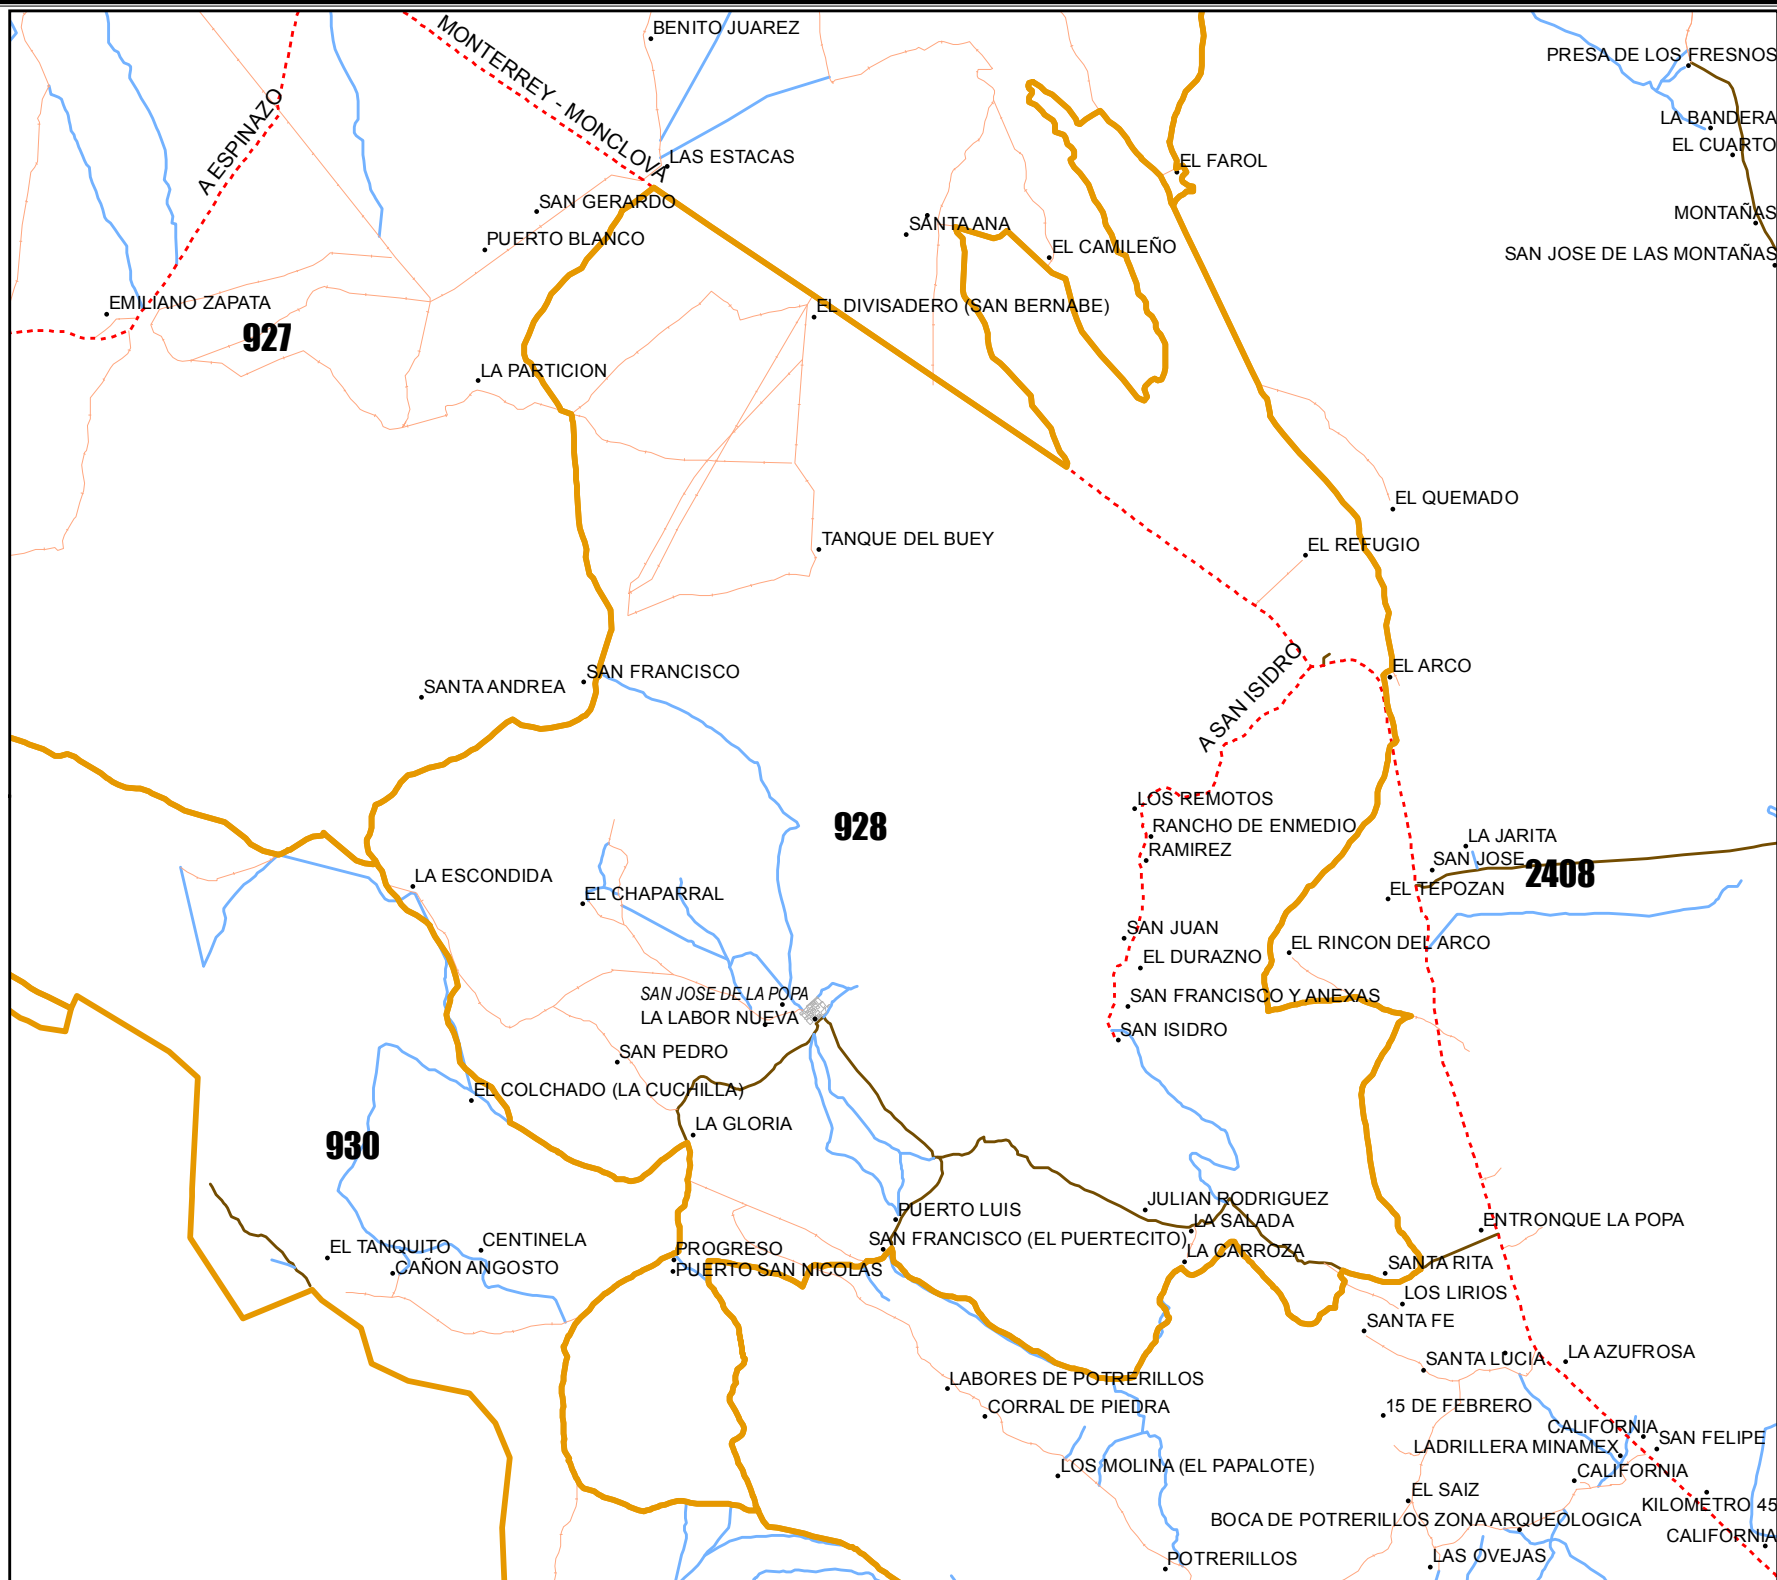 BENITO JUAREZ
MONTERREY - MONCLOVA
PRESA DE LOS FRESNOS
A ESPINAZO
LA BANDERA
EL CUARTO
LAS ESTACAS
EL FAROL
SAN GERARDO
SANTA ANA
MONTAÑAS
PUERTO BLANCO
EL CAMILEÑO
SAN JOSE DE LAS MONTAÑAS
EMILIANO ZAPATA
EL DIVISADERO (SAN BERNABE)
927
LA PARTICION
EL QUEMADO
TANQUE DEL BUEY
EL REFUGIO
A SAN ISIDRO
EL ARCO
SAN FRANCISCO
SANTA ANDREA
LOS REMOTOS
928
RANCHO DE ENMEDIO
LA JARITA
RAMIREZ
SAN JOSE
2408
LA ESCONDIDA
EL CHAPARRAL
EL TEPOZAN
SAN JUAN
EL RINCON DEL ARCO
EL DURAZNO
SAN JOSE DE LA POPA
SAN FRANCISCO Y ANEXAS
LA LABOR NUEVA
SAN ISIDRO
SAN PEDRO
EL COLCHADO (LA CUCHILLA)
LA GLORIA
930
JULIAN RODRIGUEZ
PUERTO LUIS
LA SALADA
ENTRONQUE LA POPA
CENTINELA
SAN FRANCISCO (EL PUERTECITO)
EL TANQUITO
PROGRESO
LA CARROZA
CAÑON ANGOSTO
PUERTO SAN NICOLAS
SANTA RITA
LOS LIRIOS
SANTA FE
SANTA LUCIA
LA AZUFROSA
LABORES DE POTRERILLOS
CORRAL DE PIEDRA
15 DE FEBRERO
CALIFORNIA
SAN FELIPE
LADRILLERA MINAMEX
LOS MOLINA (EL PAPALOTE)
CALIFORNIA
EL SAIZ
KILOMETRO 45
BOCA DE POTRERILLOS ZONA ARQUEOLOGICA
CALIFORNIA
POTRERILLOS
LAS OVEJAS